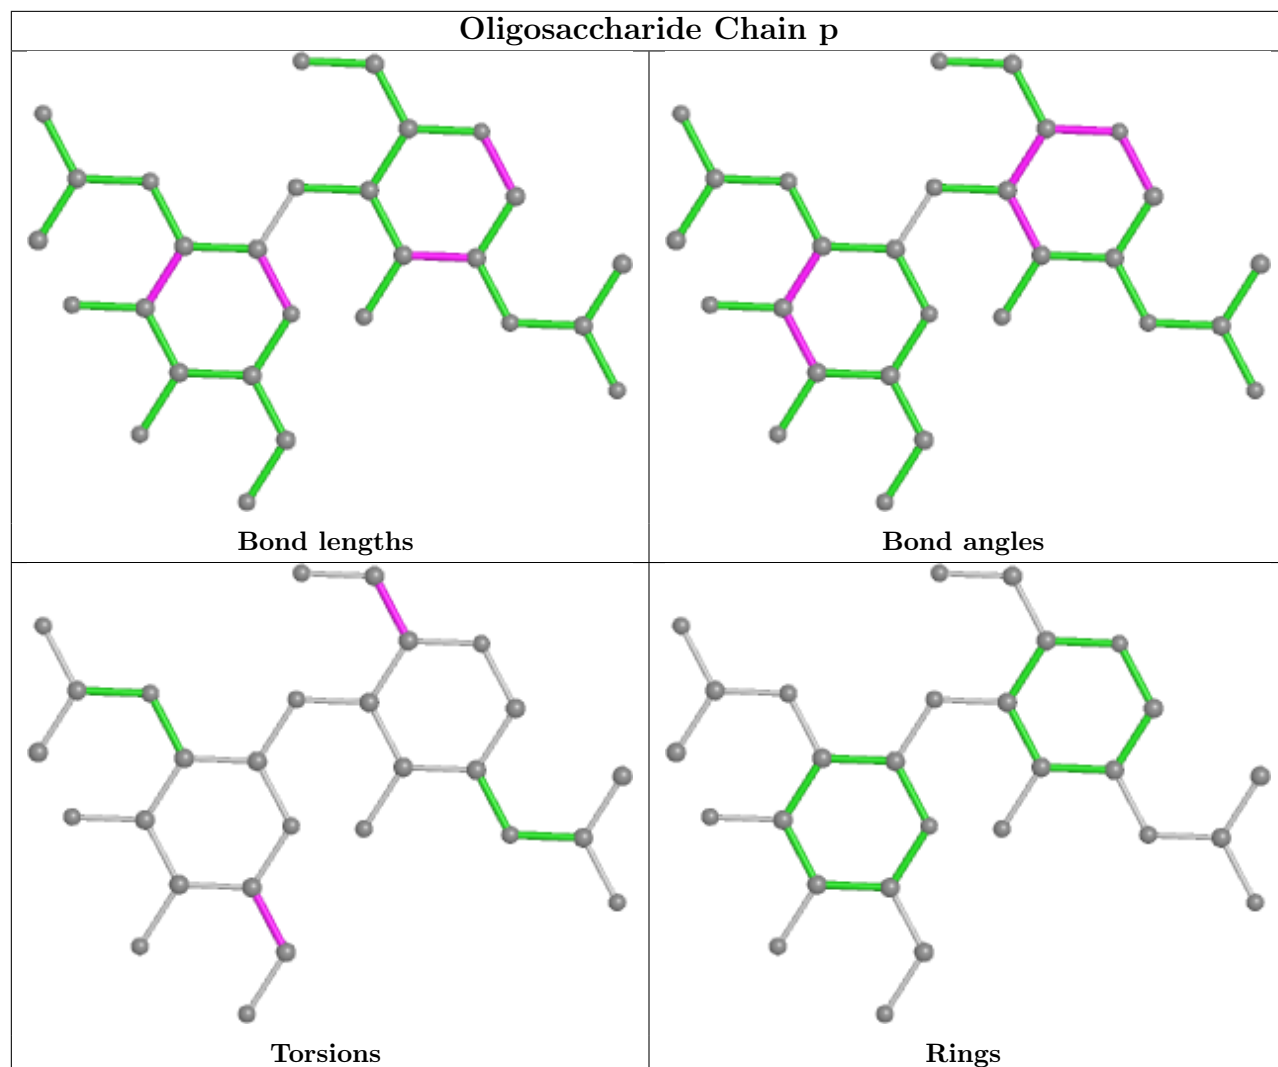 Oligosaccharide Chain p
Bond lengths
Bond angles
Torsions
Rings